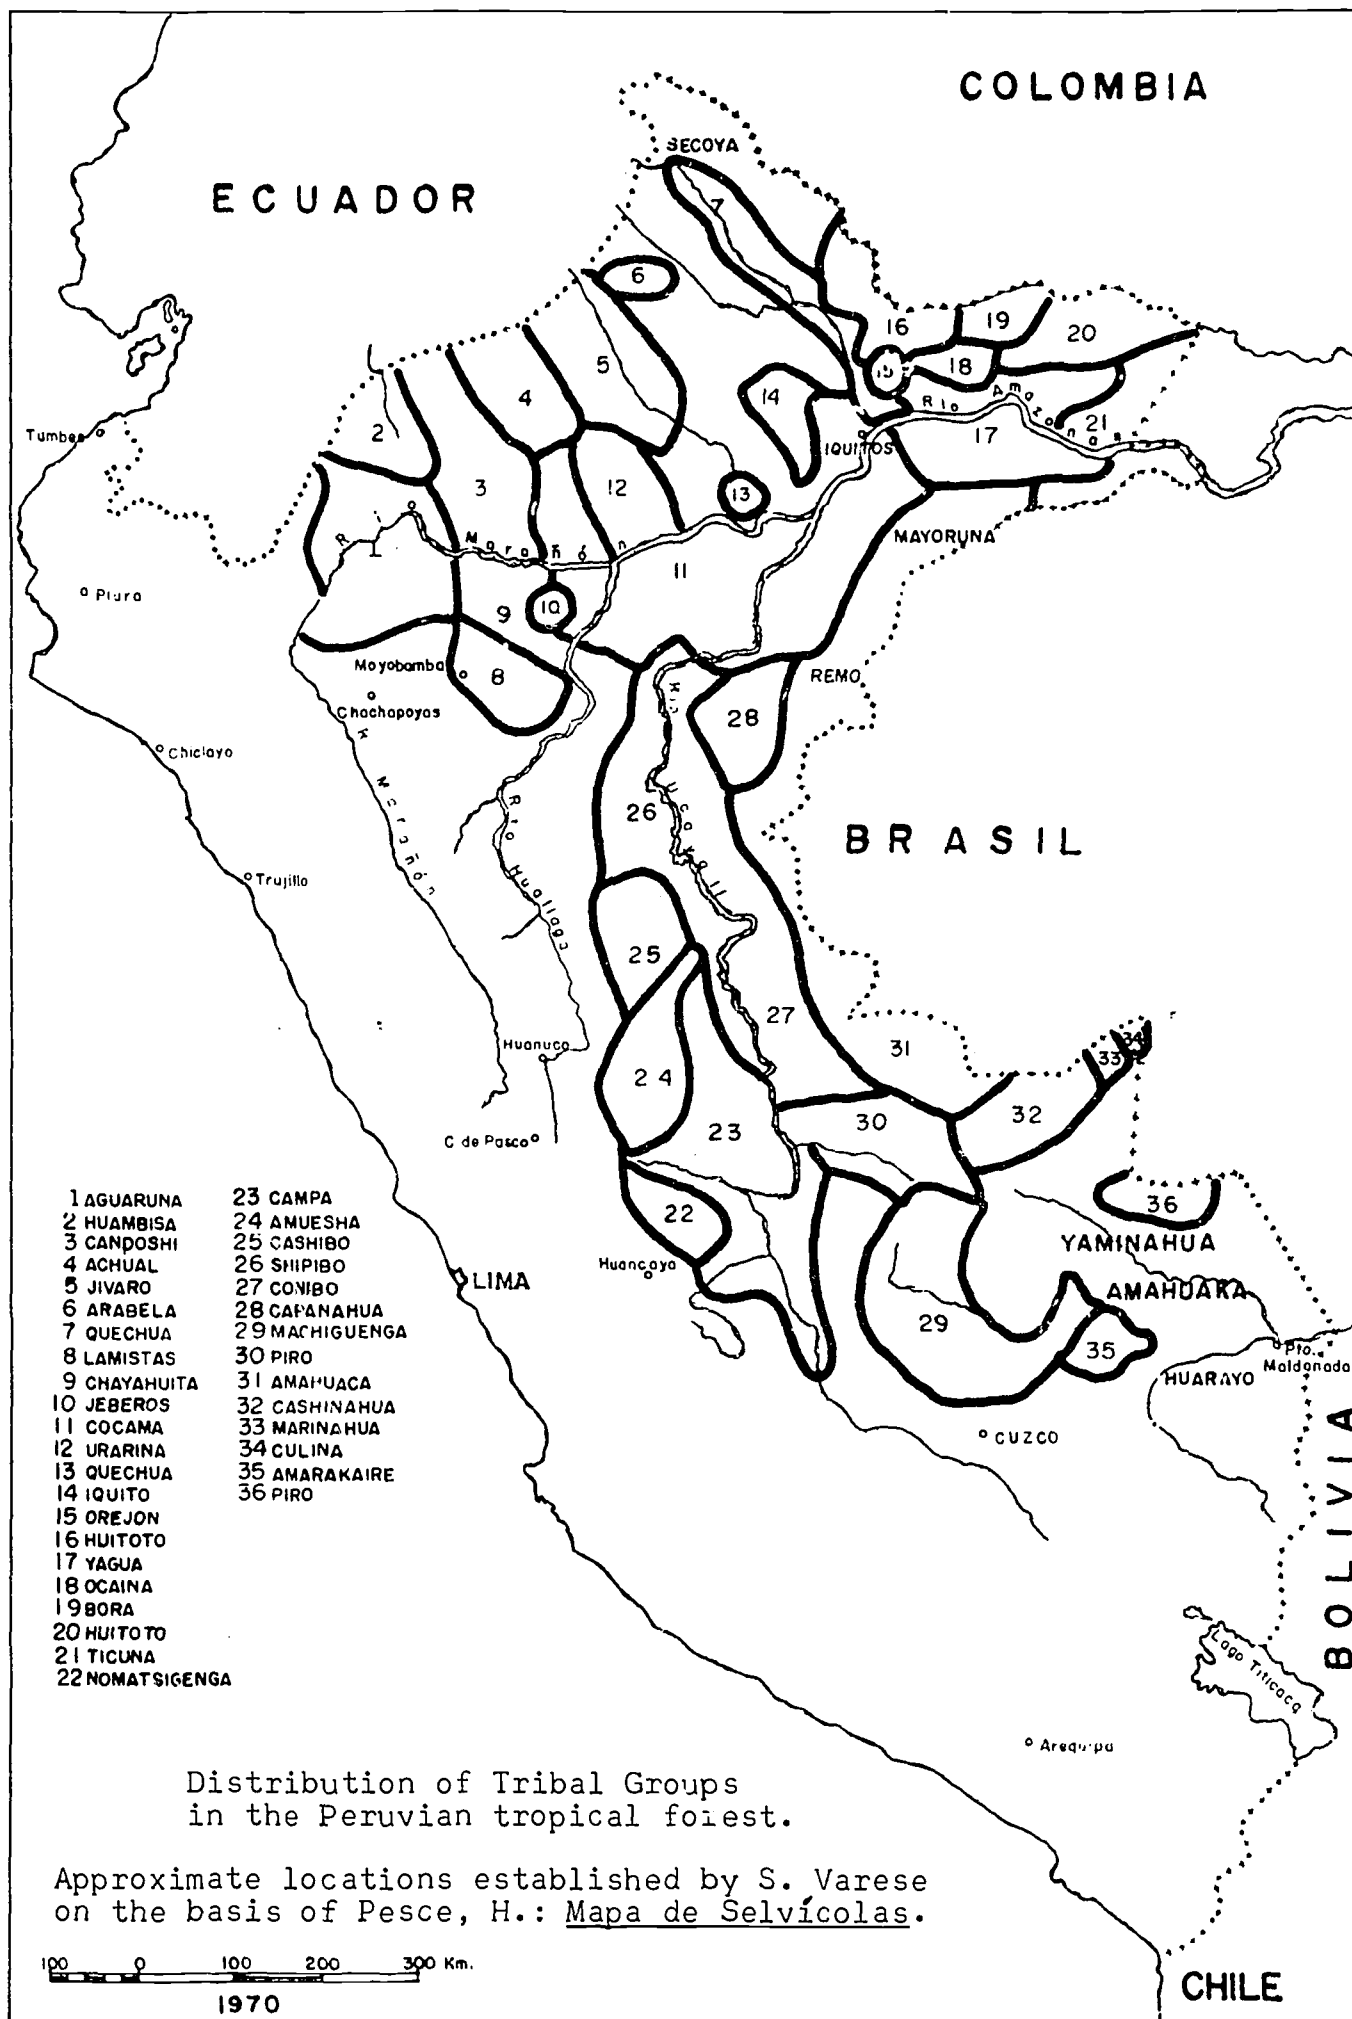 COLOMBIA
SECOYA
ECUADOR
7
6
16
19
20
5
15
18
4
14
Rio Amazonas
2
21
Tumbes
17
IQUITOS
3
12
13
R. Marañón
1
MAYORUNA
11
Piura
9
10
Moyobamba
8
REMO
Chachapoyas
28
Chiclayo
R. Marañón
Rio Ucayali
26
BRASIL
Rio Huallaga
Trujillo
25
27
34
Huanuco
31
33
24
32
C. de Pasco
23
30
22
36
Huancayo
YAMINAHUA
LIMA
AMAHUAKA
29
35
Pto.
Maldonado
HUARAYO
CUZCO
BOLIVIA
1 AGUARUNA
2 HUAMBISA
3 CANDOSHI
4 ACHUAL
5 JIVARO
6 ARABELA
7 QUECHUA
8 LAMISTAS
9 CHAYAHUITA
10 JEBEROS
11 COCAMA
12 URARINA
13 QUECHUA
14 IQUITO
15 OREJON
16 HUITOTO
17 YAGUA
18 OCAINA
19 BORA
20 HUITOTO
21 TICUNA
22 NOMATSIGENGA
23 CAMPA
24 AMUESHA
25 CASHIBO
26 SHIPIBO
27 CONIBO
28 CAPANAHUA
29 MACHIGUENGA
30 PIRO
31 AMAHUACA
32 CASHINAHUA
33 MARINAHUA
34 CULINA
35 AMARAKAIRE
36 PIRO
Lago Titicaca
Arequipa
Distribution of Tribal Groups
in the Peruvian tropical forest.
Approximate locations established by S. Varese
on the basis of Pesce, H.: Mapa de Selvícolas.
100 0 100 200 300 Km.
1970
CHILE